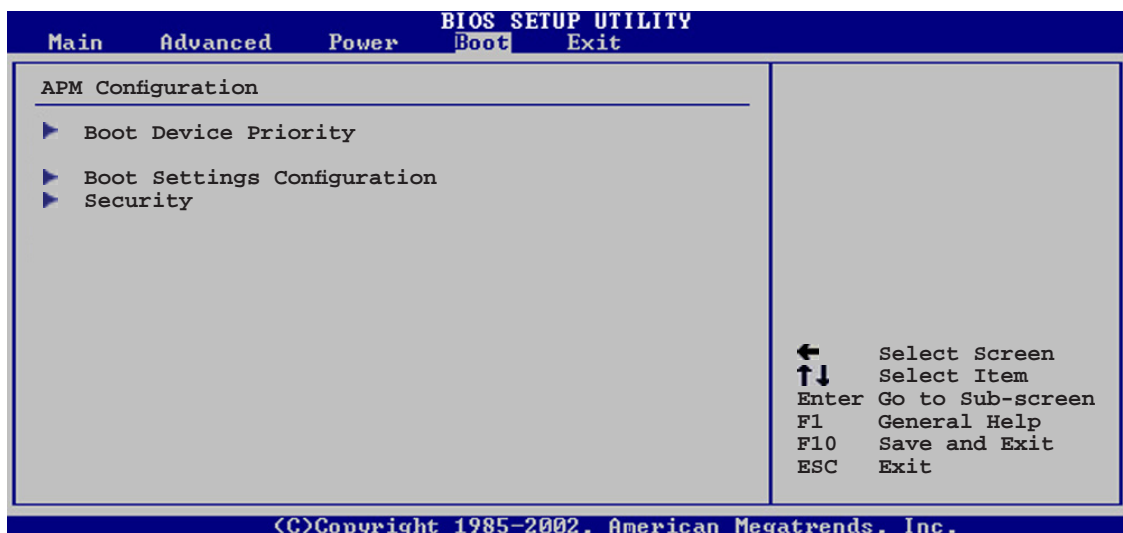 BIOS SETUP UTILITY
Main Advanced Power Boot Exit
APM Configuration
Boot Device Priority
Boot Settings Configuration
Security
← Select Screen
↑↓ Select Item
Enter Go to Sub-screen
F1 General Help
F10 Save and Exit
ESC Exit
(C)Copyright 1985-2002, American Megatrends, Inc.